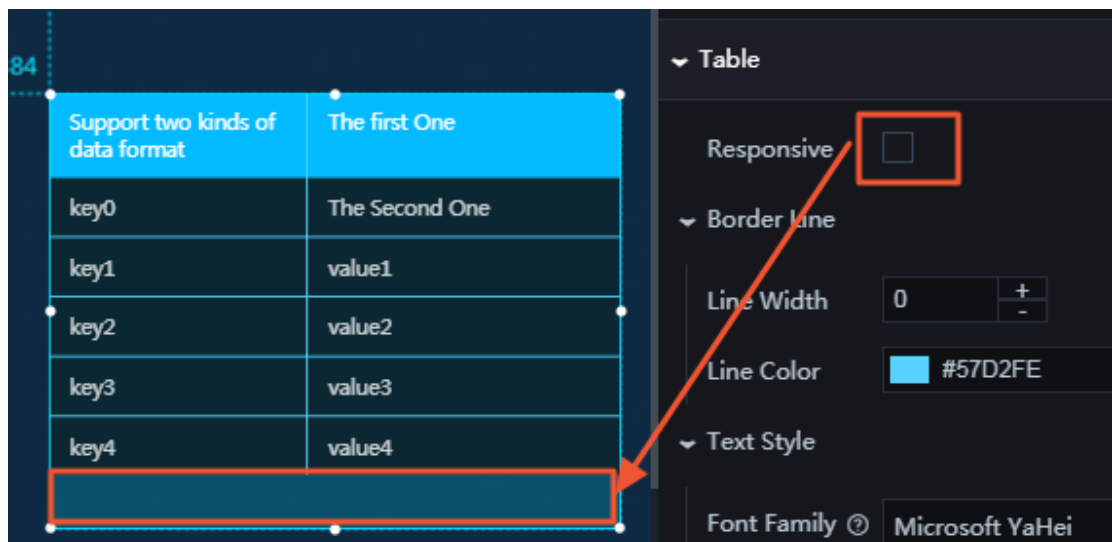 84
Support two kinds of
data format
The first One
key0
The Second One
key1
value1
key2
value2
key3
value3
key4
value4
Table
Responsive
Border Line
Line Width
0
+
-
Line Color
#57D2FE
Text Style
Font Family ?
Microsoft YaHei